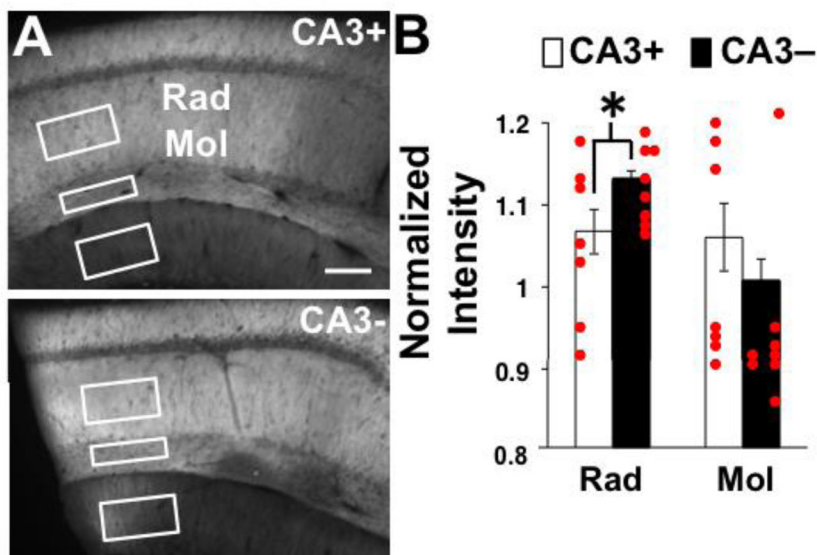 A
CA3+
Rad
Mol
CA3-
B
CA3+
CA3–
*
Normalized
Intensity
1.2
1.1
1
0.9
0.8
Rad
Mol